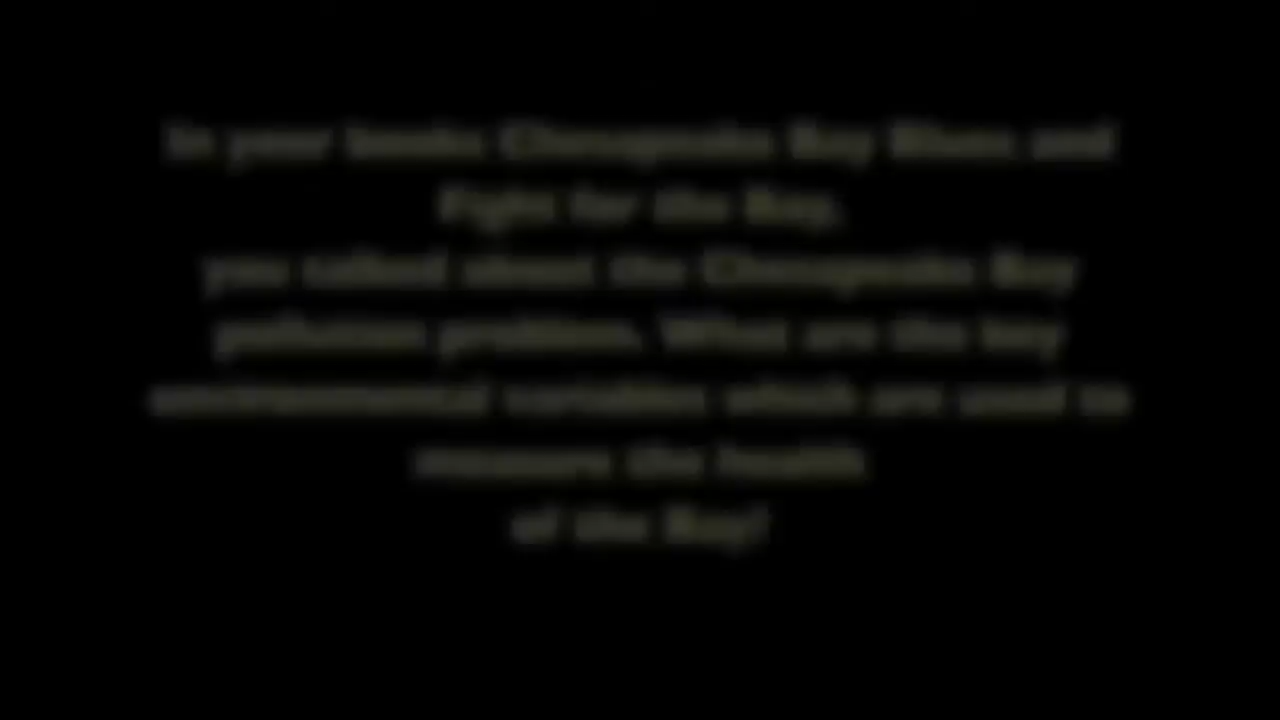 In your books Chesapeake Bay Blues and
Fight for the Bay,
you talked about the Chesapeake Bay
pollution problem. What are the key
environmental variables which are used to
measure the health
of the Bay?